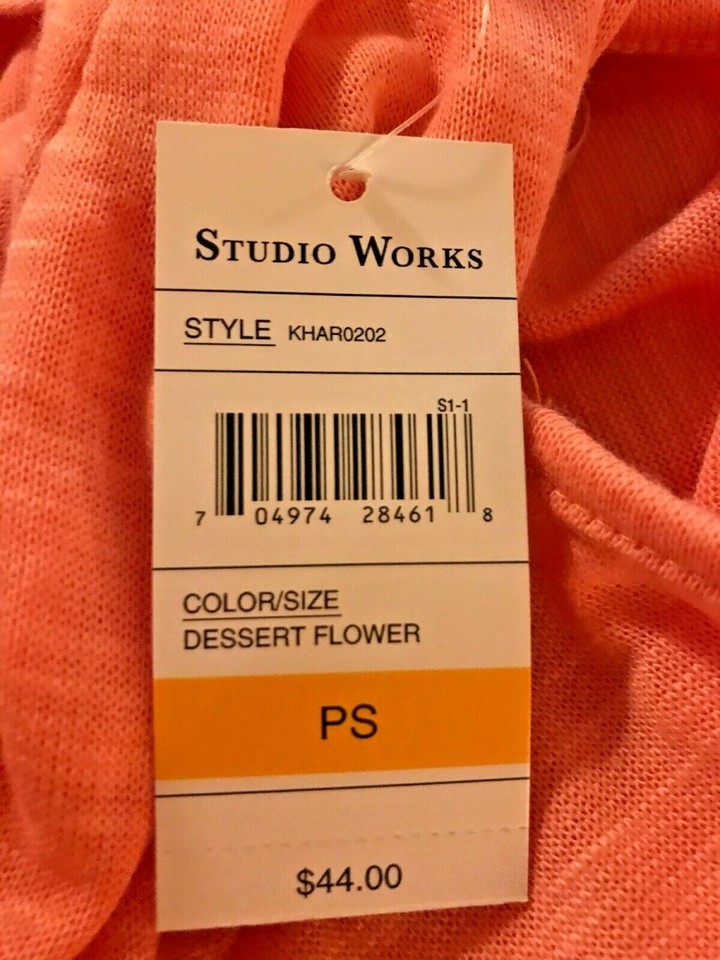 STUDIO WORKS
STYLE KHAR0202
S1-1
7 04974 28461 8
COLOR/SIZE
DESSERT FLOWER
PS
$44.00